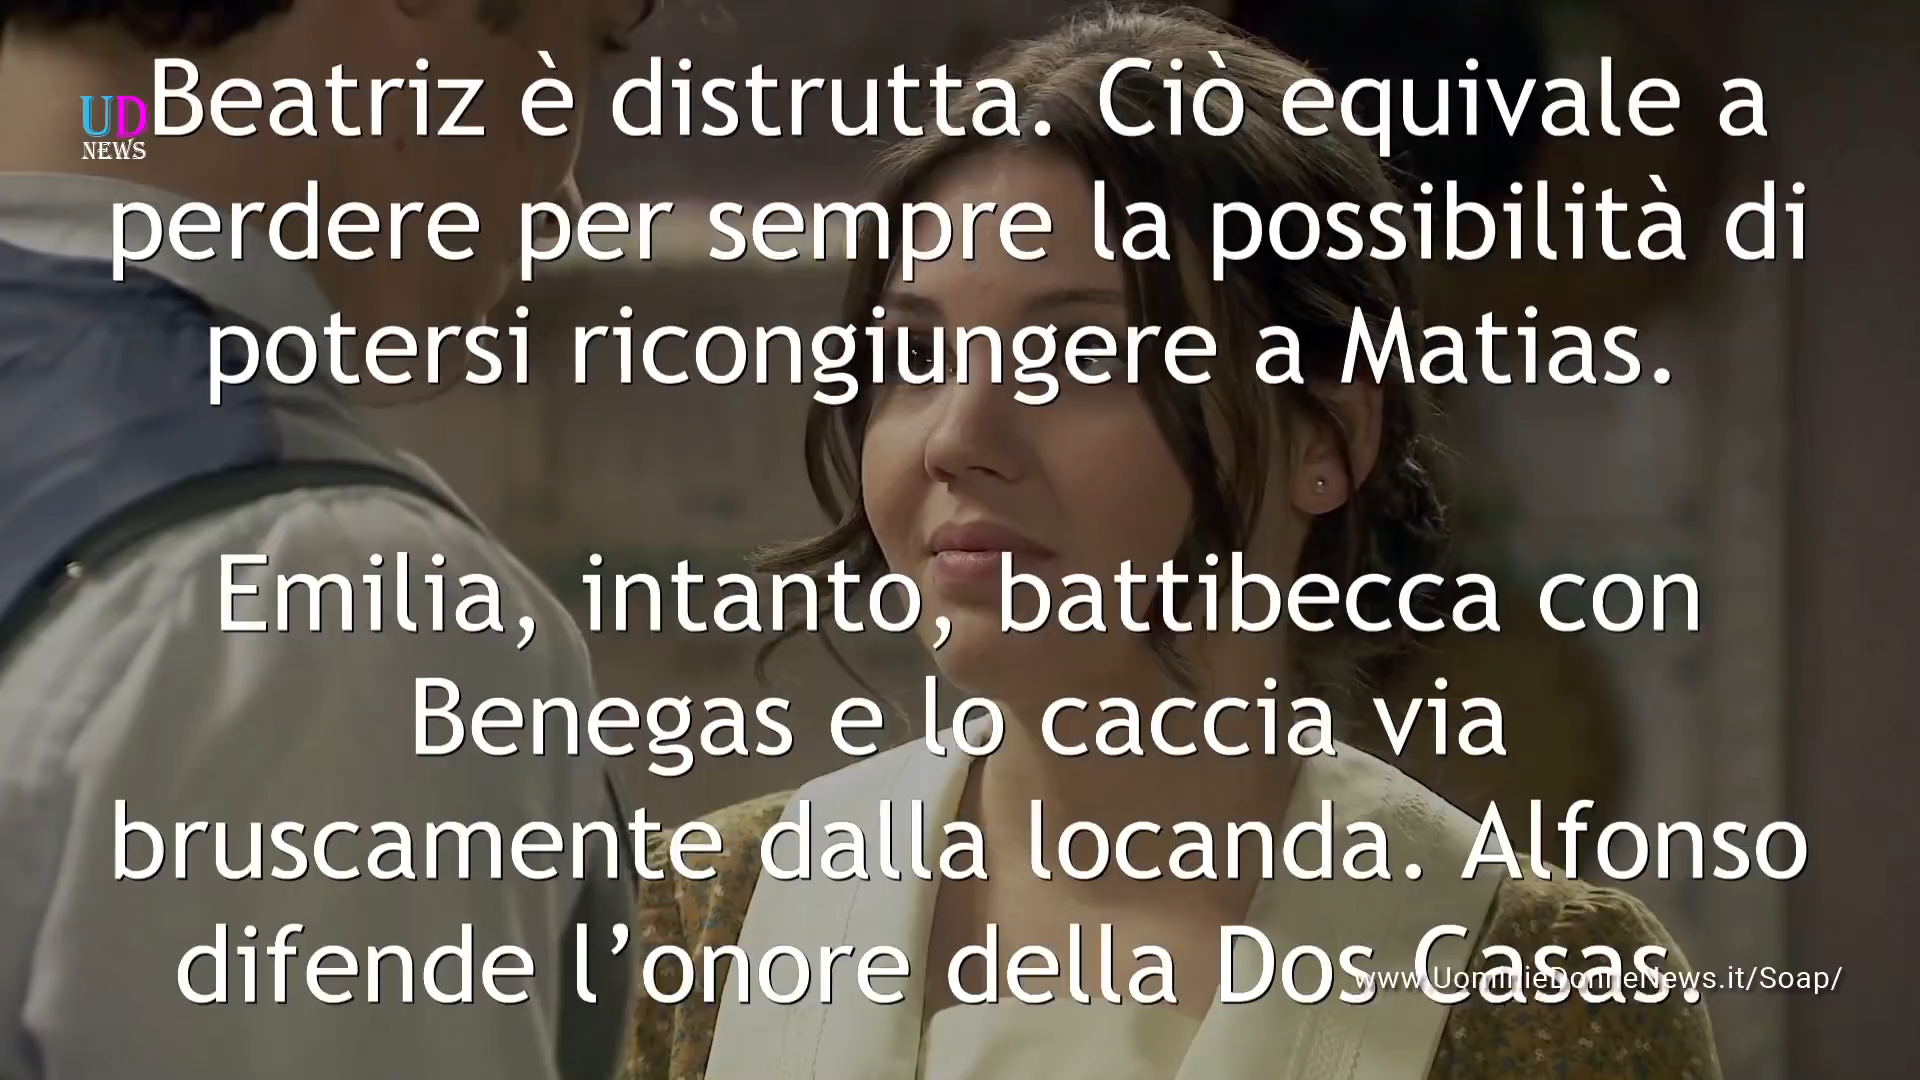 Beatriz è distrutta. Ciò equivale a
perdere per sempre la possibilità di
potersi ricongiungere a Matias.
Emilia, intanto, battibecca con
Benegas e lo caccia via
bruscamente dalla locanda. Alfonso
difende l’onore della Dos Casas.
UD
NEWS
www.UominieDonneNews.it/Soap/